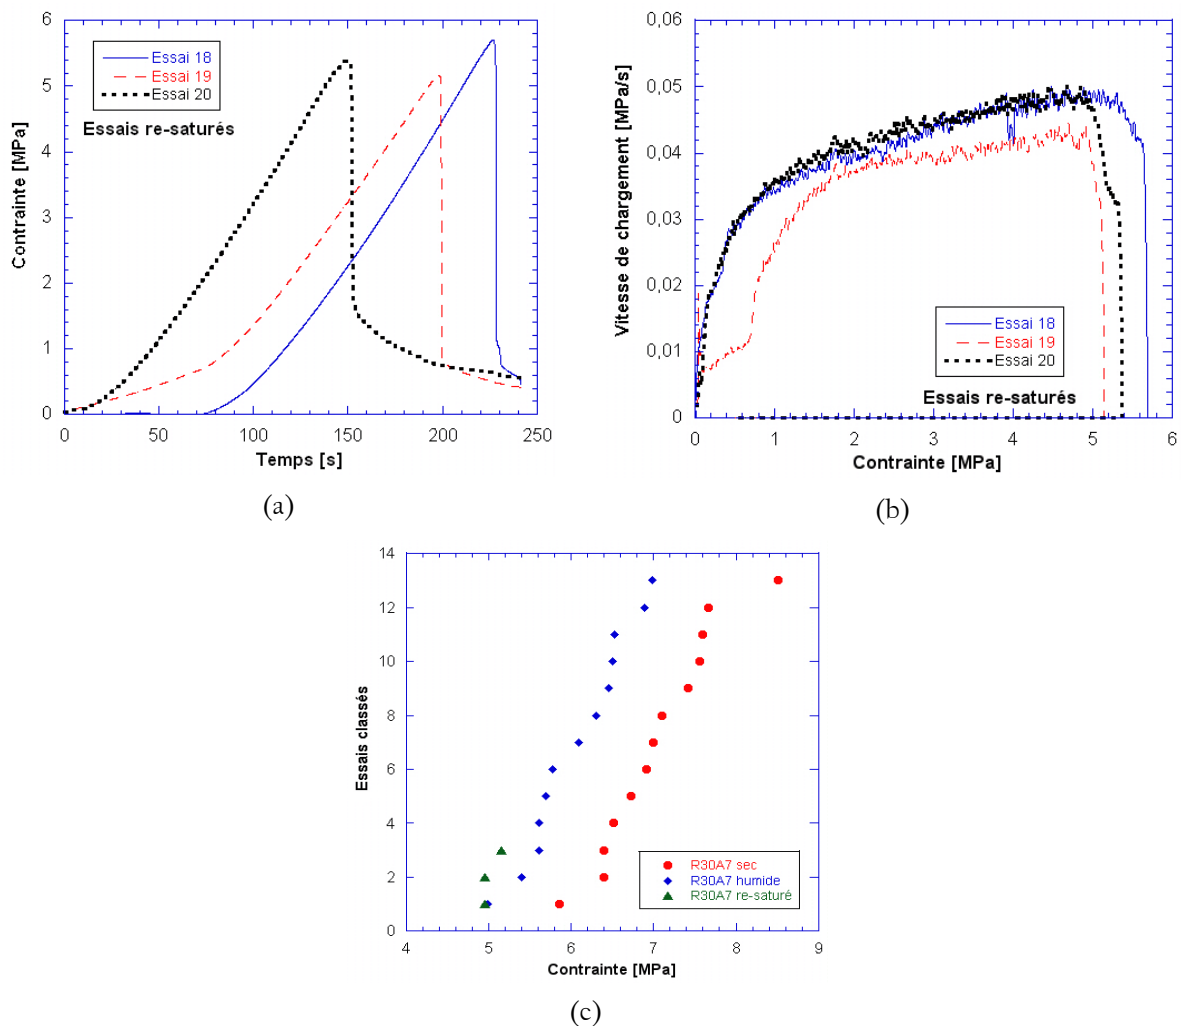 6
5
4
3
2
1
0
Contrainte [MPa]
Essai 18
Essai 19
Essai 20
Essais re-saturés
0 50 100 150 200 250
Temps [s]
(a)
0,06
0,05
0,04
0,03
0,02
0,01
0
Vitesse de chargement [MPa/s]
Essai 18
Essai 19
Essai 20
Essais re-saturés
0 1 2 3 4 5 6
Contrainte [MPa]
(b)
14
12
10
8
6
4
2
0
Essais classés
R30A7 sec
R30A7 humide
R30A7 re-saturé
4 5 6 7 8 9
Contrainte [MPa]
(c)